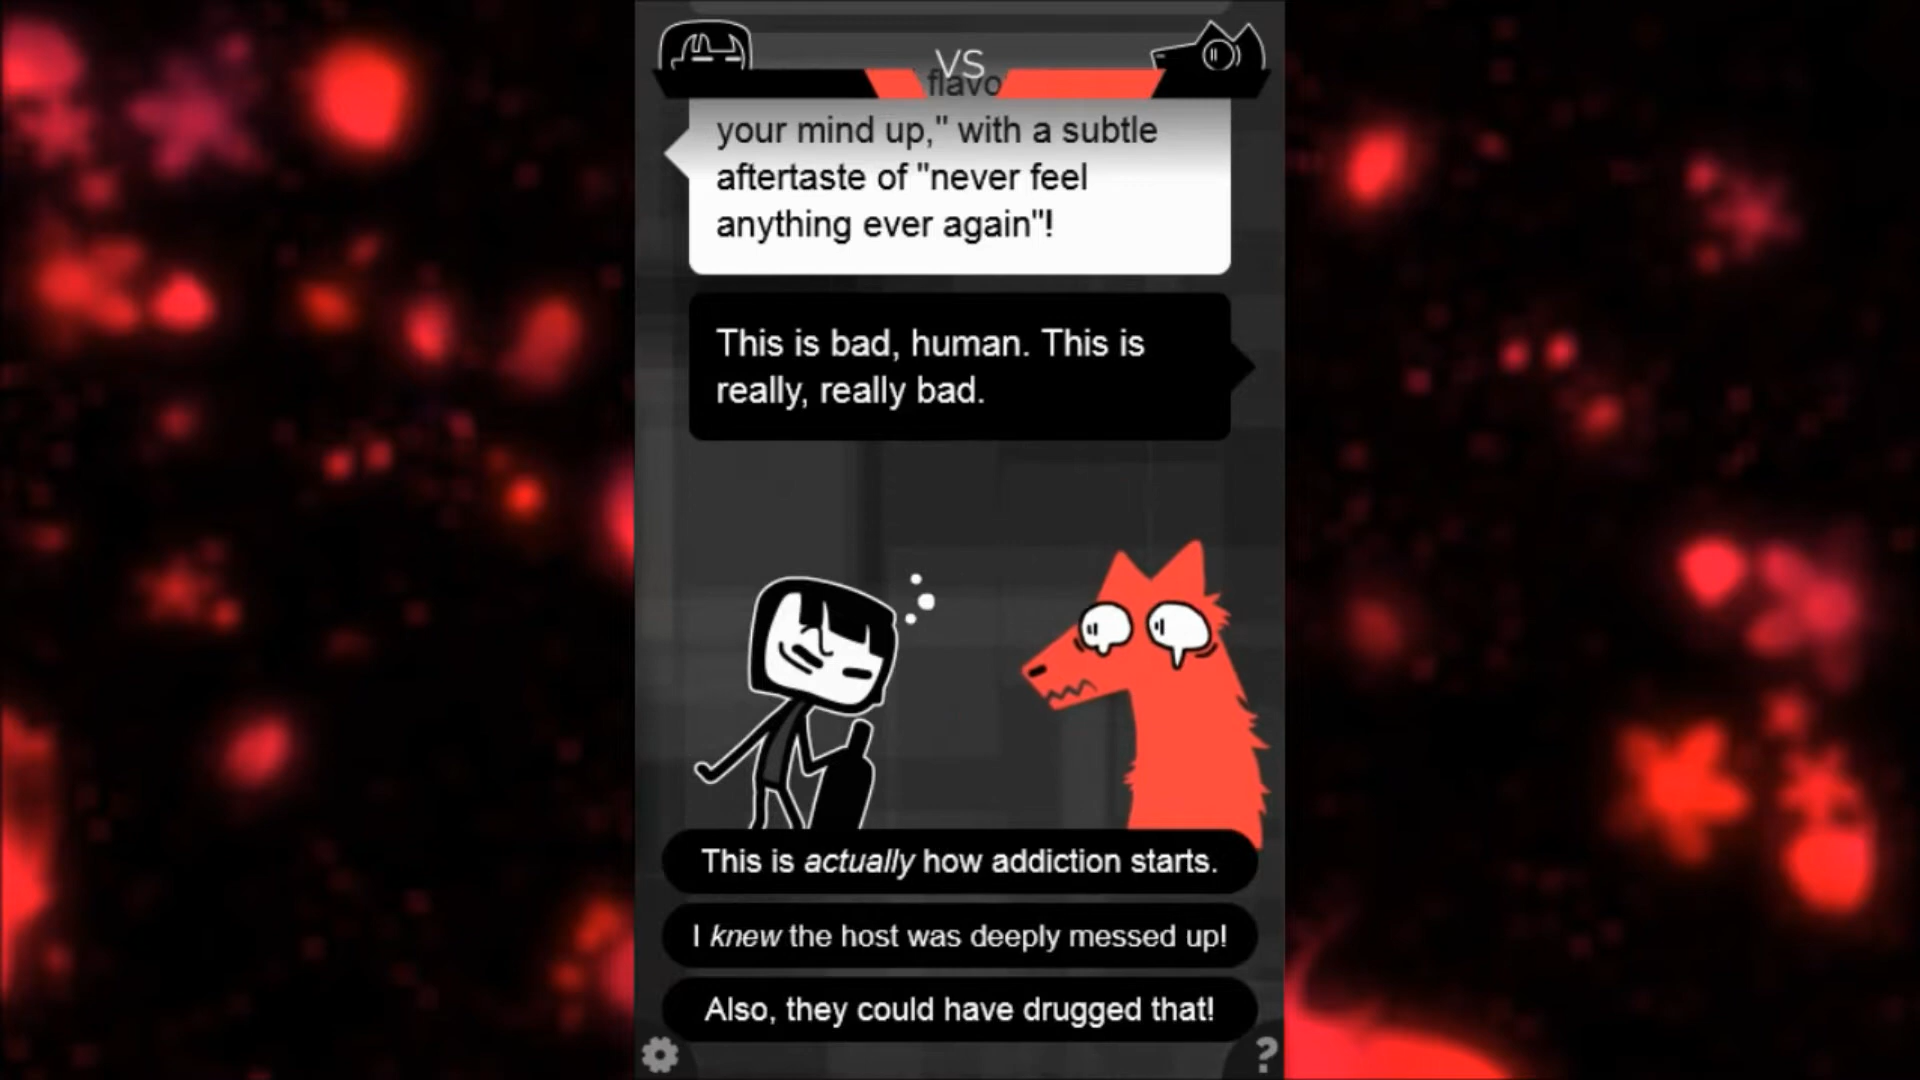 VS
flavo
your mind up," with a subtle
aftertaste of "never feel
anything ever again"!
This is bad, human. This is
really, really bad.
This is actually how addiction starts.
I knew the host was deeply messed up!
Also, they could have drugged that!
?